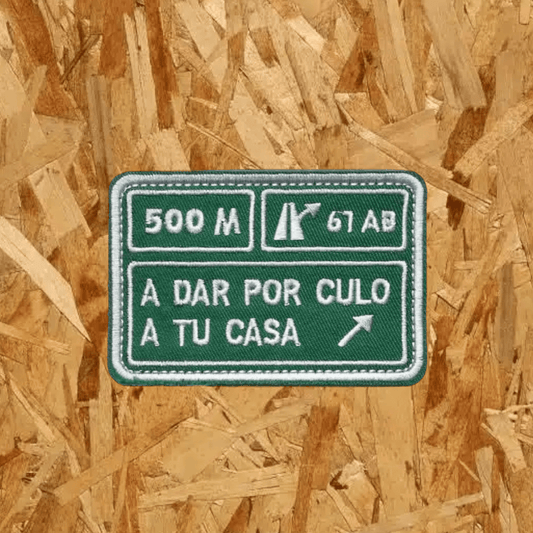 500 M
67 AB
A DAR POR CULO
A TU CASA